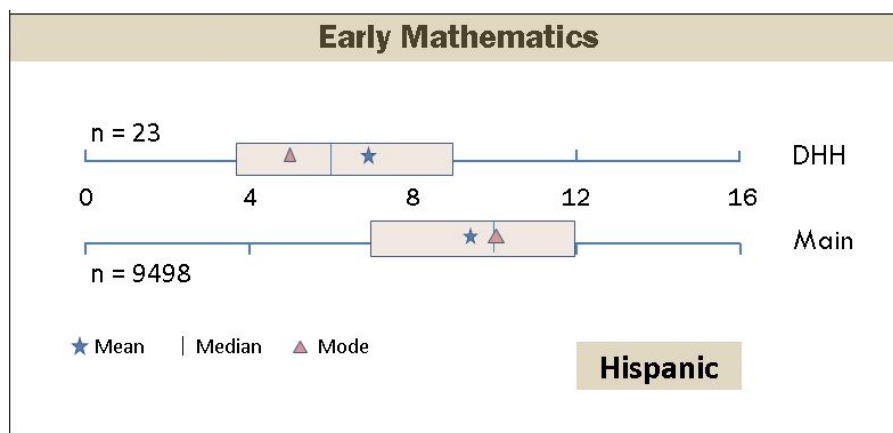 Early Mathematics
n = 23
DHH
0 4 8 12 16
Main
n = 9498
Mean Median Mode
Hispanic